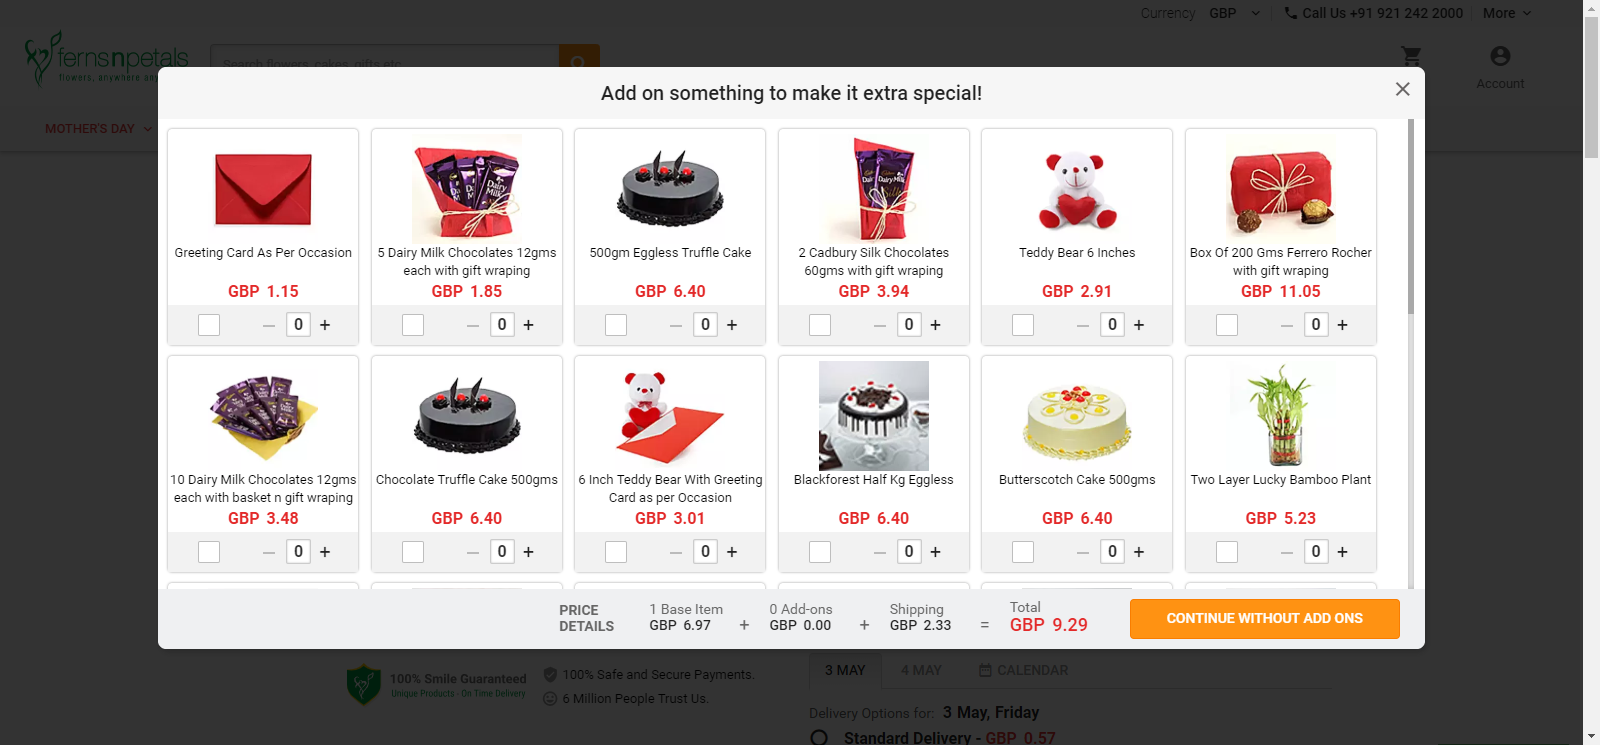 Currency GBP Call Us +91 921 242 2000 More
fernsnpetals
flowers, anywhere
Search flowers, cakes, gifts etc
Account
MOTHER'S DAY
Add on something to make it extra special!
Greeting Card As Per Occasion
GBP 1.15
0 +
5 Dairy Milk Chocolates 12gms
each with gift wraping
GBP 1.85
0 +
500gm Eggless Truffle Cake
GBP 6.40
0 +
2 Cadbury Silk Chocolates
60gms with gift wraping
GBP 3.94
0 +
Teddy Bear 6 Inches
GBP 2.91
0 +
Box Of 200 Gms Ferrero Rocher
with gift wraping
GBP 11.05
0 +
10 Dairy Milk Chocolates 12gms
each with basket n gift wraping
GBP 3.48
0 +
Chocolate Truffle Cake 500gms
GBP 6.40
0 +
6 Inch Teddy Bear With Greeting
Card as per Occasion
GBP 3.01
0 +
Blackforest Half Kg Eggless
GBP 6.40
0 +
Butterscotch Cake 500gms
GBP 6.40
0 +
Two Layer Lucky Bamboo Plant
GBP 5.23
0 +
PRICE
DETAILS
1 Base Item
GBP 6.97
+
0 Add-ons
GBP 0.00
+
Shipping
GBP 2.33
=
Total
GBP 9.29
CONTINUE WITHOUT ADD ONS
100% Smile Guaranteed
Unique Products - On Time Delivery
100% Safe and Secure Payments.
6 Million People Trust Us.
3 MAY 4 MAY CALENDAR
Delivery Options for: 3 May, Friday
Standard Delivery - GBP 0.57